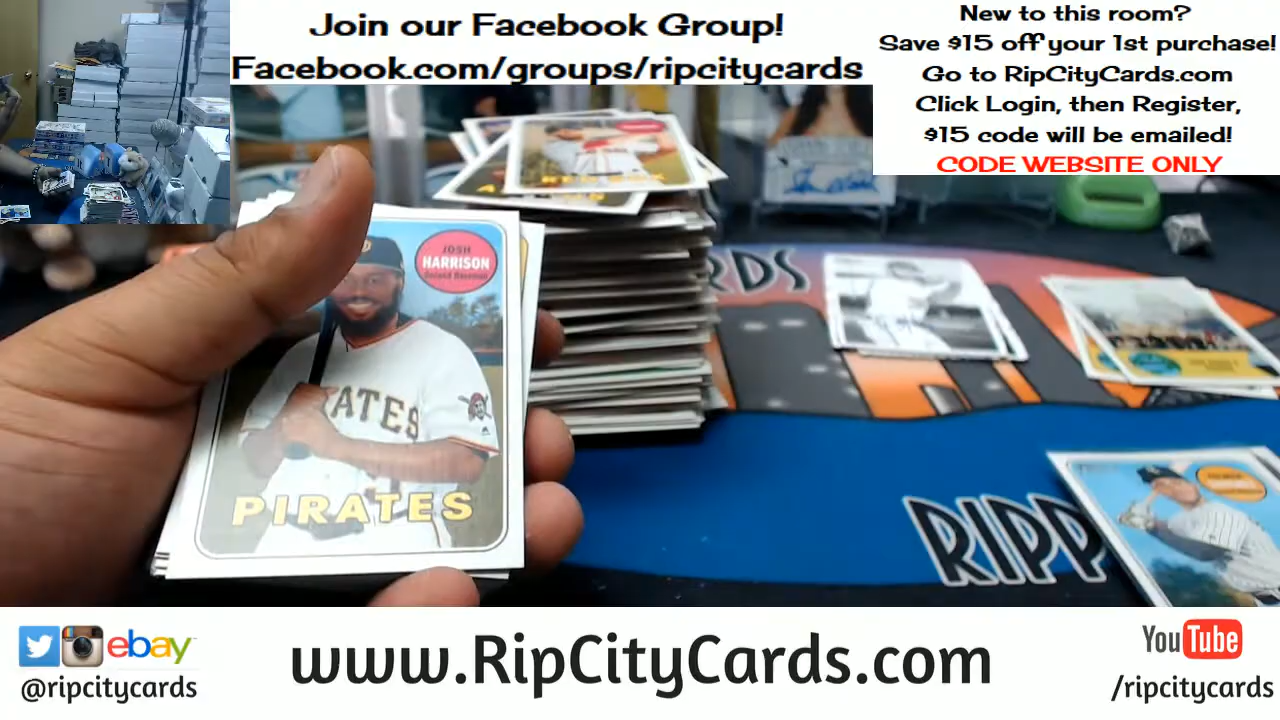 Join our Facebook Group!
Facebook.com/groups/ripcitycards
New to this room?
Save $15 off your 1st purchase!
Go to RipCityCards.com
Click Login, then Register,
$15 code will be emailed!
CODE WEBSITE ONLY
JOSH
HARRISON
Second Baseman
PIRATES
PIRATES
RDS
RIPP
ebay
@ripcitycards
www.RipCityCards.com
YouTube
/ripcitycards